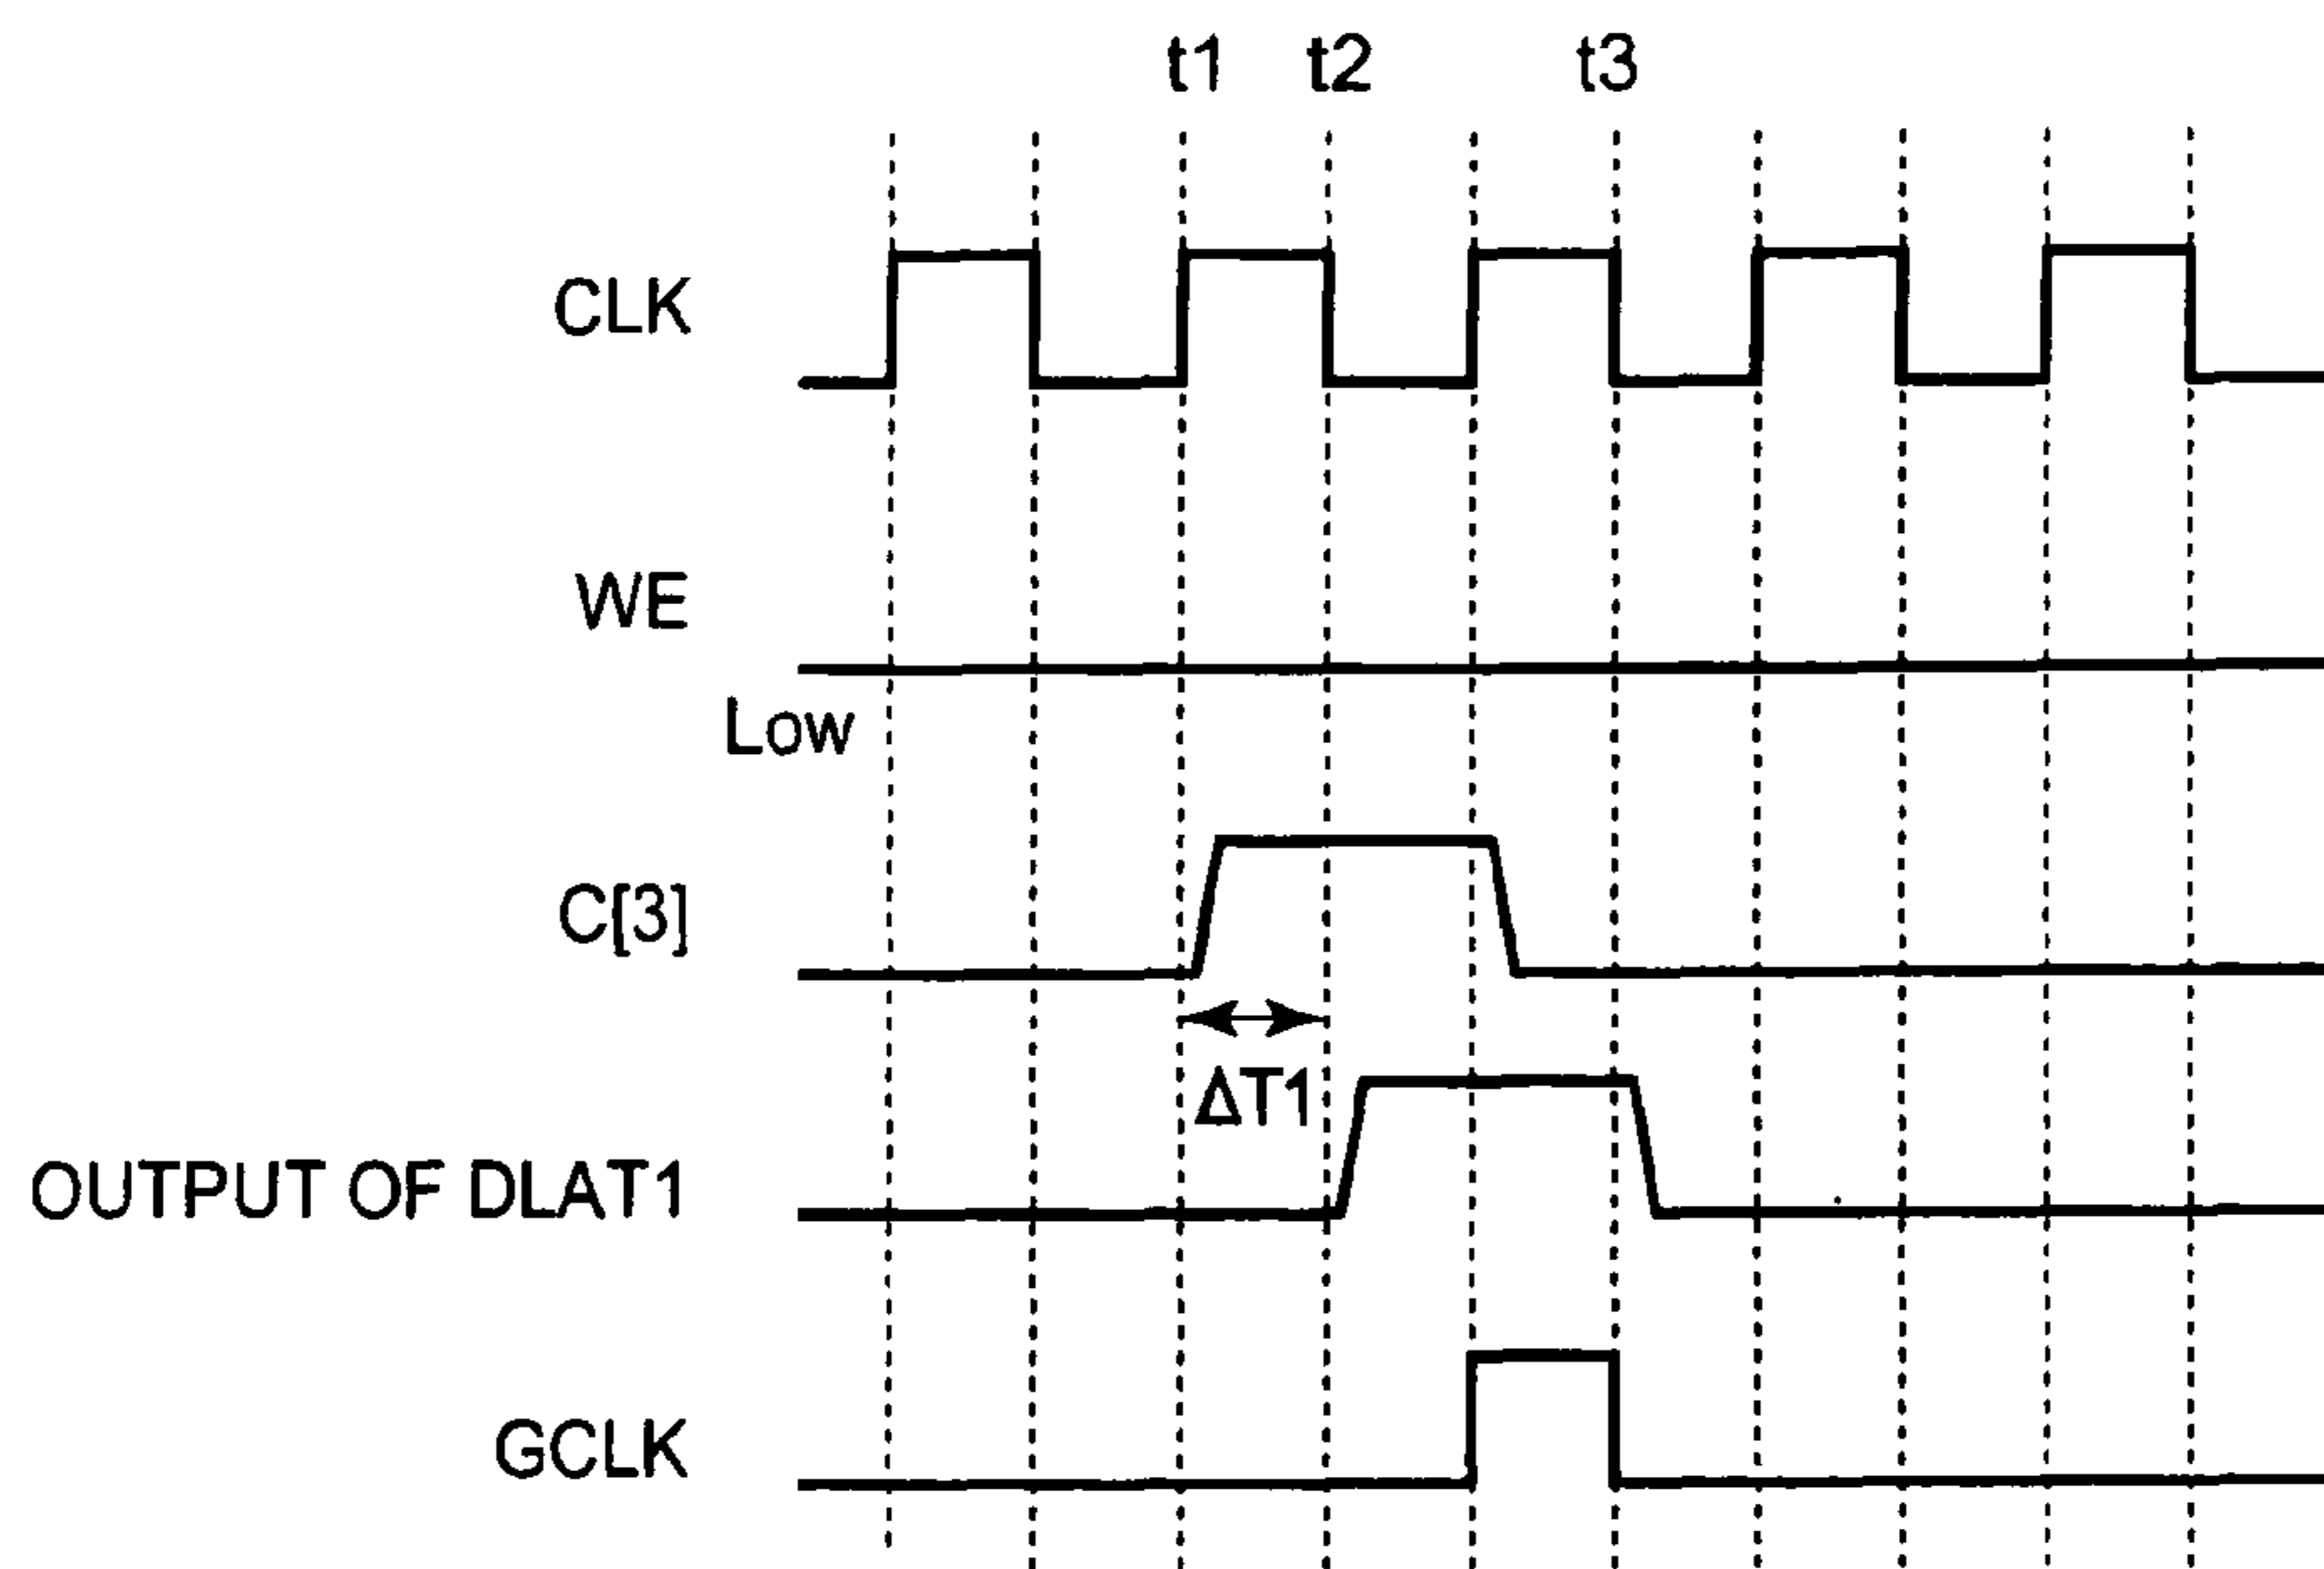 t1 t2 t3
CLK
WE
Low
C[3]
ΔT1
OUTPUT OF DLAT1
GCLK